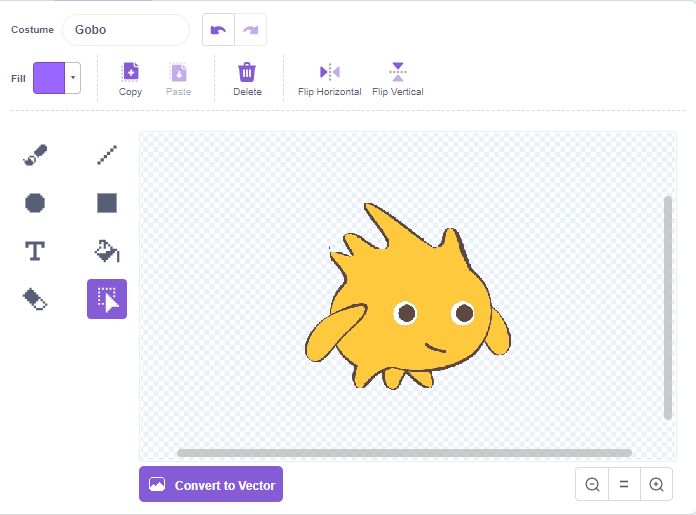 Costume
Gobo
Fill
Copy
Paste
Delete
Flip Horizontal
Flip Vertical
T
Convert to Vector